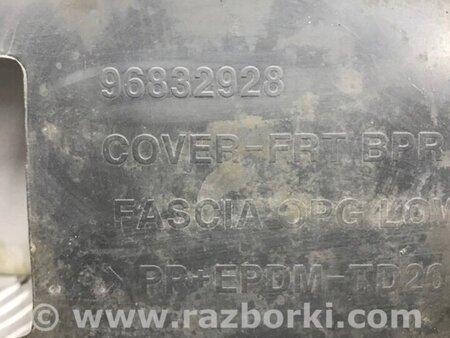 96832928
COVER-FRT BPR
FASCIA OPG LOW
>PP+EPDM-TD20
www.razborki.com